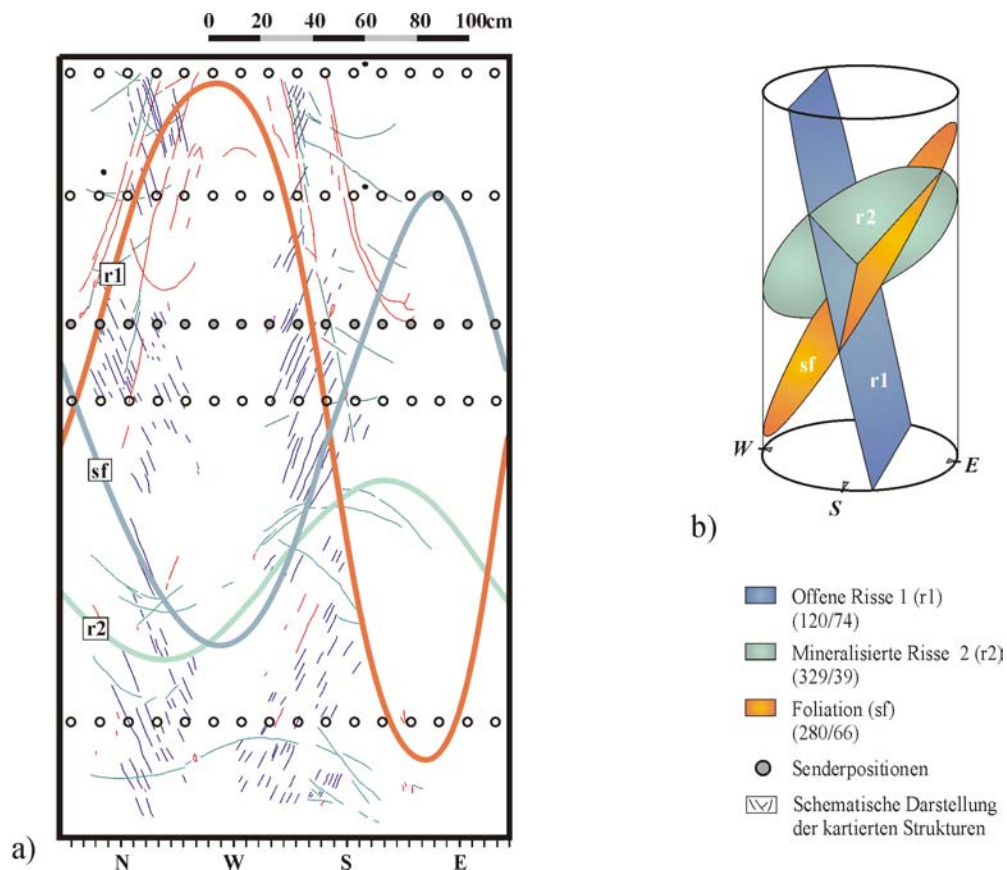 a)
0 20 40 60 80 100cm
r1
sf
r2
N W S E
b)
r2
sf
r1
W
E
S
Offene Risse 1 (r1)
(120/74)
Mineralisierte Risse 2 (r2)
(329/39)
Foliation (sf)
(280/66)
Senderpositionen
Schematische Darstellung
der kartierten Strukturen